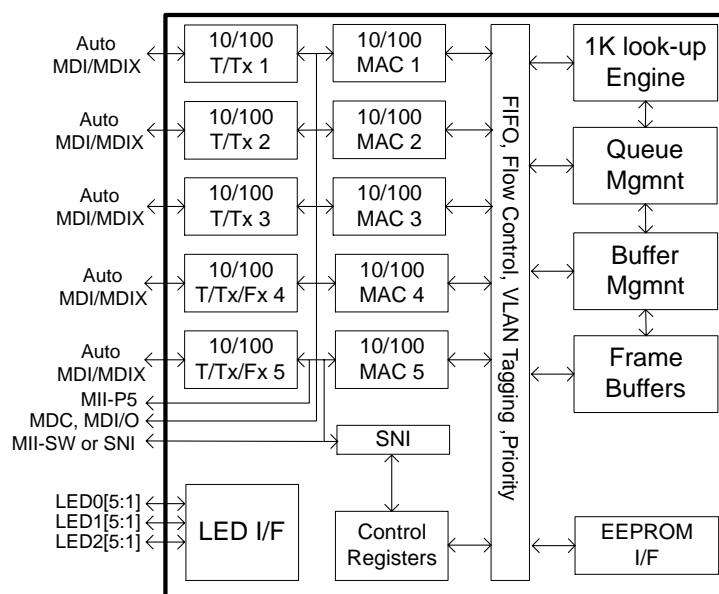 Auto
MDI/MDIX
10/100
T/Tx 1
10/100
MAC 1
1K look-up
Engine
Auto
MDI/MDIX
10/100
T/Tx 2
10/100
MAC 2
Queue
Mgmnt
Auto
MDI/MDIX
10/100
T/Tx 3
10/100
MAC 3
Buffer
Mgmnt
Auto
MDI/MDIX
10/100
T/Tx/Fx 4
10/100
MAC 4
Frame
Buffers
Auto
MDI/MDIX
10/100
T/Tx/Fx 5
10/100
MAC 5
FIFO, Flow Control, VLAN Tagging ,Priority
MII-P5
MDC, MDI/O
MII-SW or SNI
SNI
LED0[5:1]
LED1[5:1]
LED2[5:1]
LED I/F
Control
Registers
EEPROM
I/F